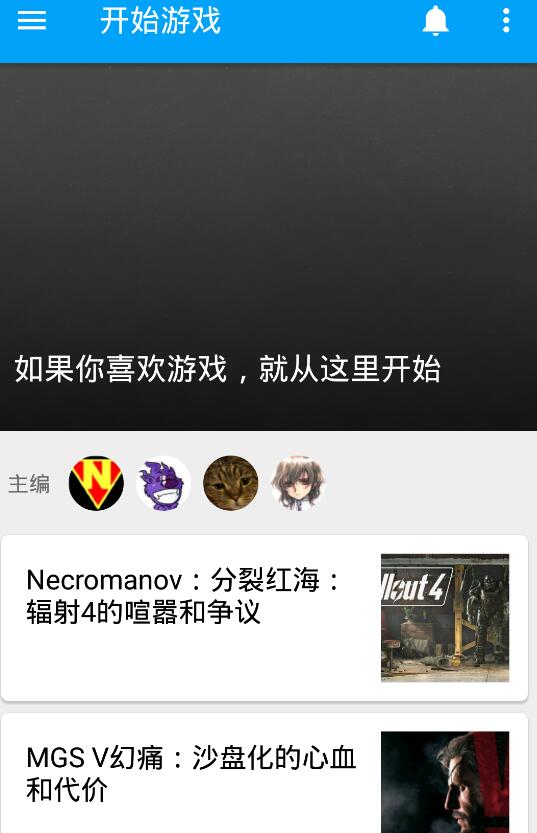 开始游戏
如果你喜欢游戏，就从这里开始
主编
N
Necromanov：分裂红海：
辐射4的喧嚣和争议
llout 4
MGS V幻痛：沙盘化的心血
和代价